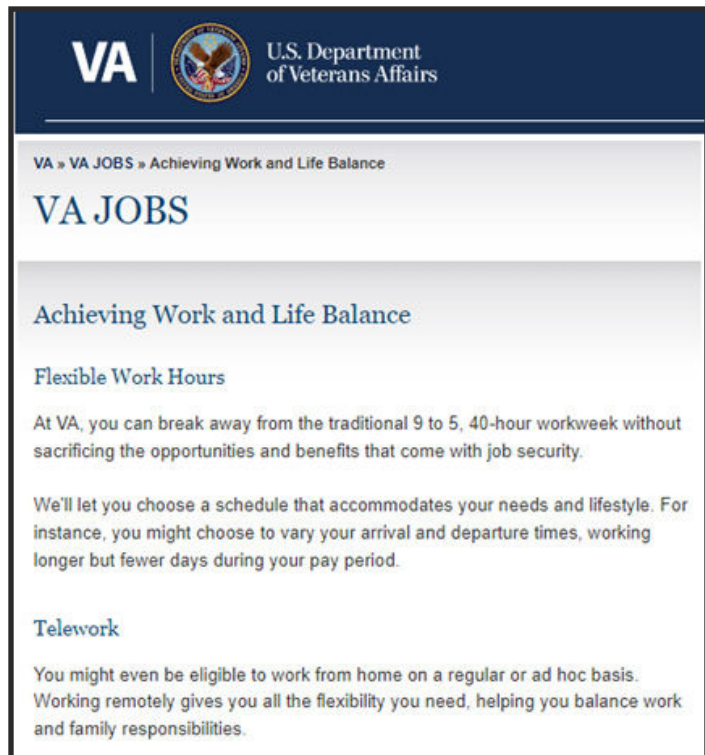 VA
U.S. Department
of Veterans Affairs
VA » VA JOBS » Achieving Work and Life Balance
VA JOBS
Achieving Work and Life Balance
Flexible Work Hours
At VA, you can break away from the traditional 9 to 5, 40-hour workweek without
sacrificing the opportunities and benefits that come with job security.
We'll let you choose a schedule that accommodates your needs and lifestyle. For
instance, you might choose to vary your arrival and departure times, working
longer but fewer days during your pay period.
Telework
You might even be eligible to work from home on a regular or ad hoc basis.
Working remotely gives you all the flexibility you need, helping you balance work
and family responsibilities.